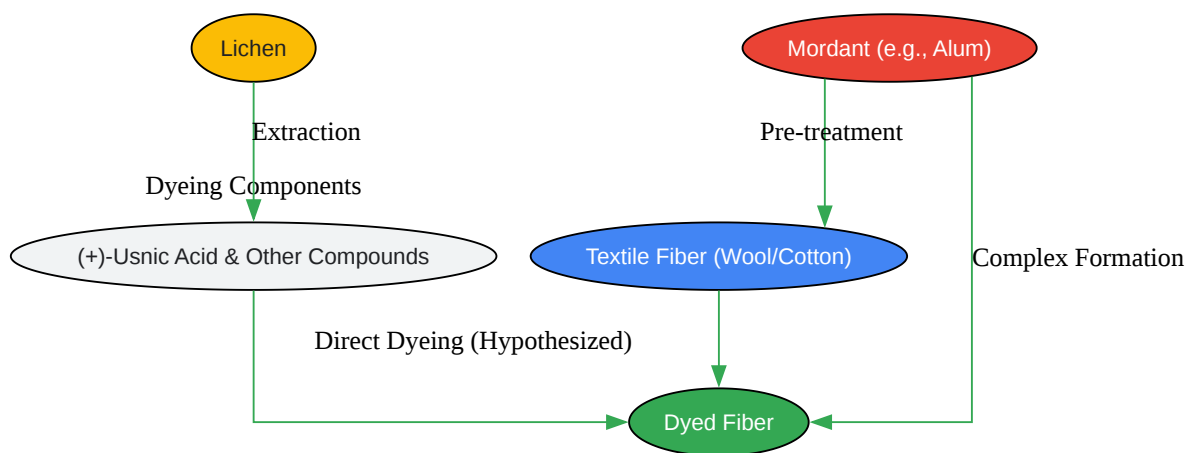 Lichen
Mordant (e.g., Alum)
Extraction
Pre-treatment
Dyeing Components
(+)-Usnic Acid & Other Compounds
Textile Fiber (Wool/Cotton)
Complex Formation
Direct Dyeing (Hypothesized)
Dyed Fiber